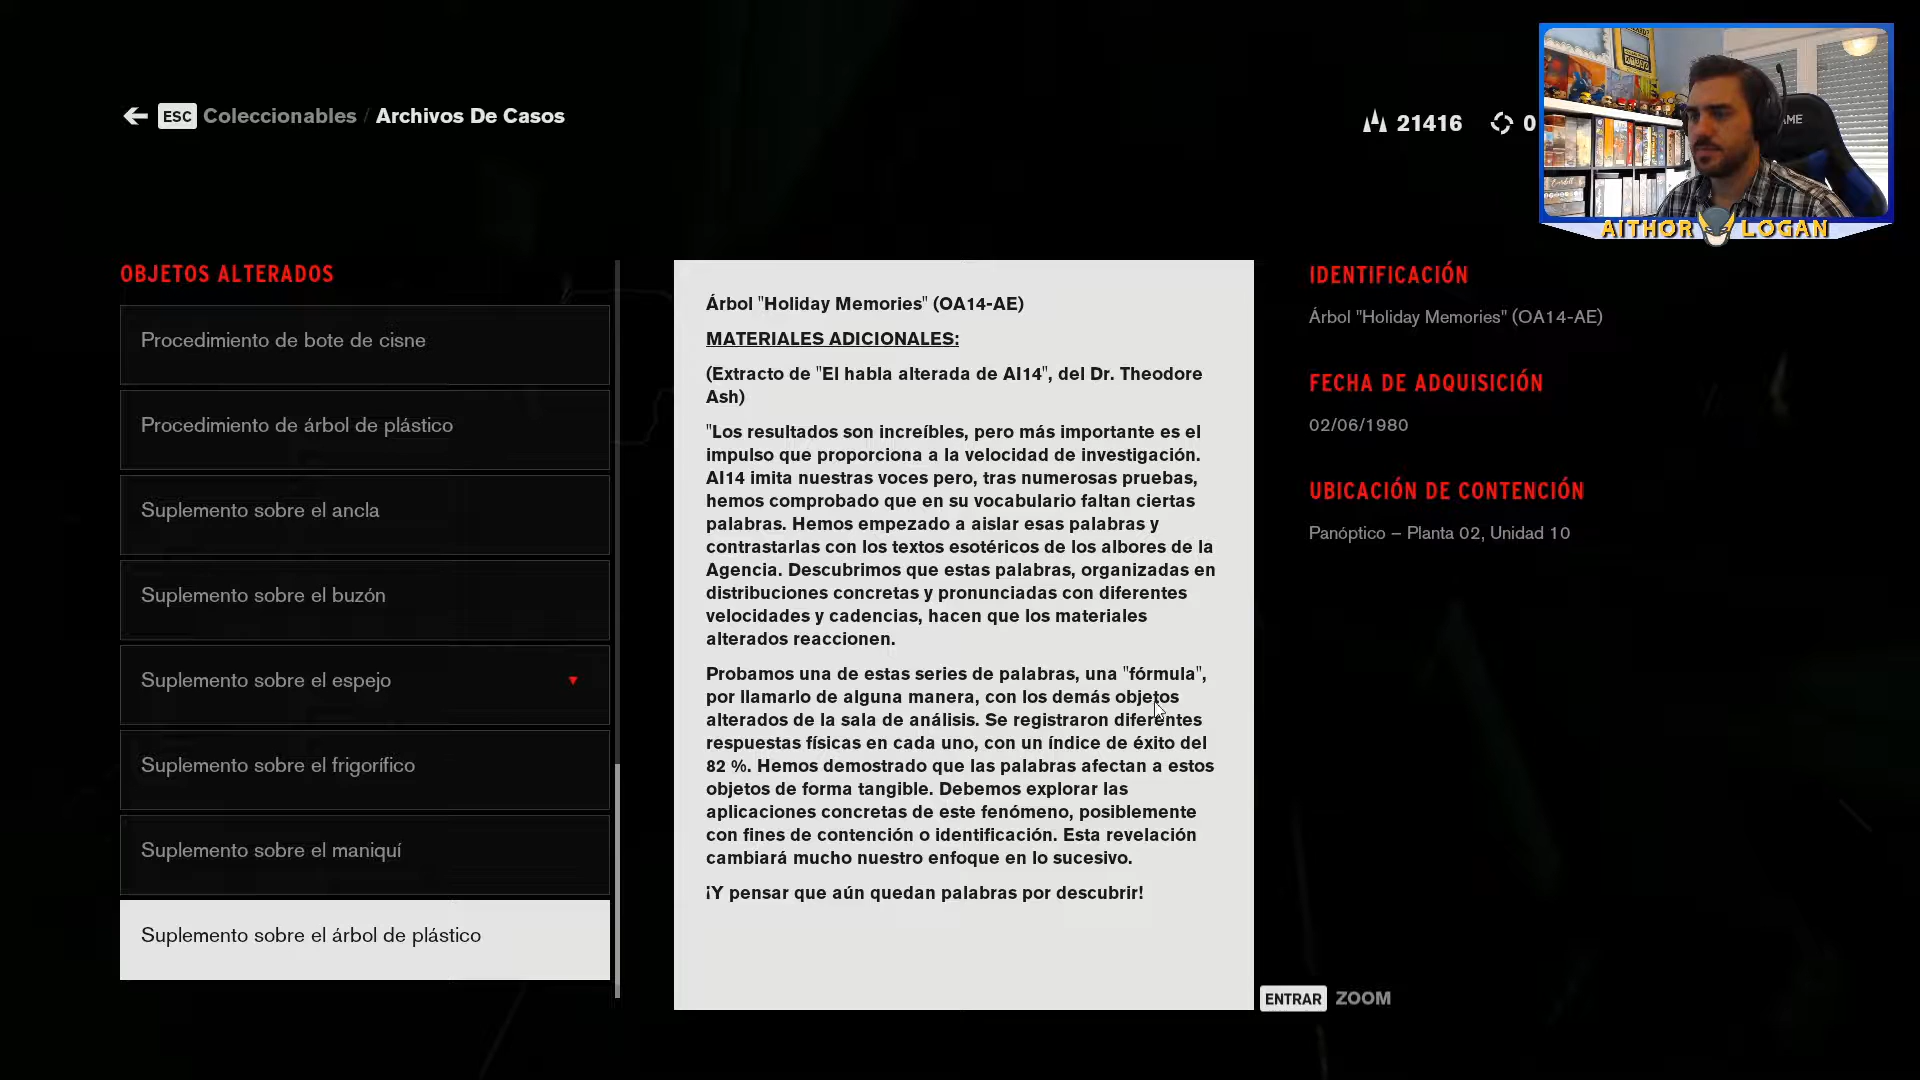 ESC Coleccionables / Archivos De Casos
21416 0
AITHOR LOGAN
OBJETOS ALTERADOS
Procedimiento de bote de cisne
Procedimiento de árbol de plástico
Suplemento sobre el ancla
Suplemento sobre el buzón
Suplemento sobre el espejo
Suplemento sobre el frigorífico
Suplemento sobre el maniquí
Suplemento sobre el árbol de plástico
Árbol "Holiday Memories" (OA14-AE)
MATERIALES ADICIONALES:
(Extracto de "El habla alterada de AI14", del Dr. Theodore
Ash)
"Los resultados son increíbles, pero más importante es el
impulso que proporciona a la velocidad de investigación.
AI14 imita nuestras voces pero, tras numerosas pruebas,
hemos comprobado que en su vocabulario faltan ciertas
palabras. Hemos empezado a aislar esas palabras y
contrastarlas con los textos esotéricos de los albores de la
Agencia. Descubrimos que estas palabras, organizadas en
distribuciones concretas y pronunciadas con diferentes
velocidades y cadencias, hacen que los materiales
alterados reaccionen.
Probamos una de estas series de palabras, una "fórmula",
por llamarlo de alguna manera, con los demás objetos
alterados de la sala de análisis. Se registraron diferentes
respuestas físicas en cada uno, con un índice de éxito del
82 %. Hemos demostrado que las palabras afectan a estos
objetos de forma tangible. Debemos explorar las
aplicaciones concretas de este fenómeno, posiblemente
con fines de contención o identificación. Esta revelación
cambiará mucho nuestro enfoque en lo sucesivo.
¡Y pensar que aún quedan palabras por descubrir!
IDENTIFICACIÓN
Árbol "Holiday Memories" (OA14-AE)
FECHA DE ADQUISICIÓN
02/06/1980
UBICACIÓN DE CONTENCIÓN
Panóptico – Planta 02, Unidad 10
ENTRAR ZOOM